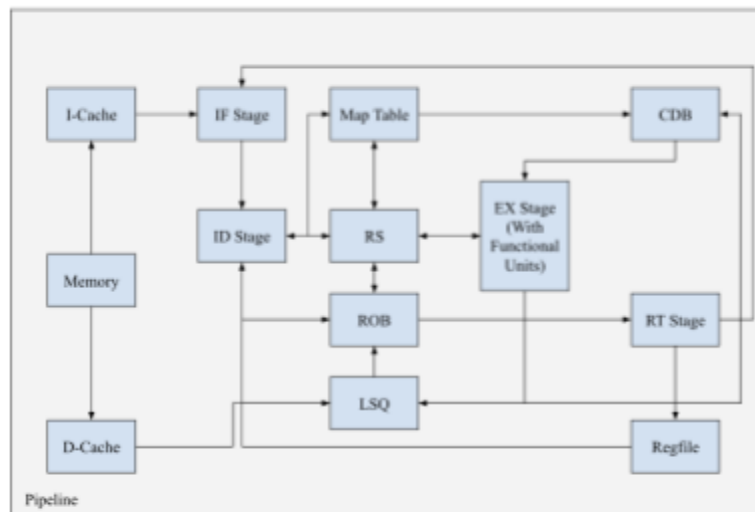 I-Cache
IF Stage
Map Table
CDB
ID Stage
RS
EX Stage
(With
Functional
Units)
Memory
ROB
RT Stage
LSQ
D-Cache
Regfile
Pipeline